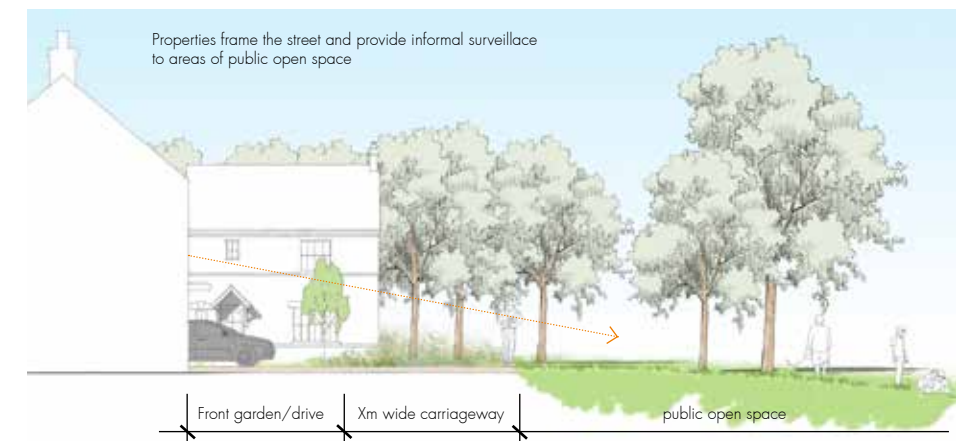 Properties frame the street and provide informal surveillace
to areas of public open space
Front garden/drive
Xm wide carriageway
public open space